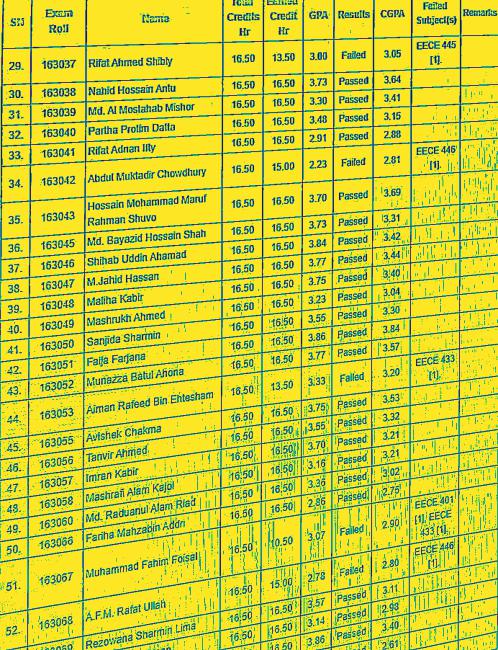 S/N Exam Roll Name Total Credits Hr Earned Credit Hr GPA Results CGPA Failed Subject(s) Remarks
29. 163037 Rifat Ahmed Shibly 16.50 13.50 3.00 Failed 3.05 EECE 445 [1].
30. 163038 Nahid Hossain Antu 16.50 16.50 3.73 Passed 3.64
31. 163039 Md. Al Mostahab Mishor 16.50 16.50 3.30 Passed 3.41
32. 163040 Partha Protim Datta 16.50 16.50 3.48 Passed 3.15
33. 163041 Rifat Adnan Ifty 16.50 16.50 2.91 Passed 2.88
34. 163042 Abdul Muktadir Chowdhury 16.50 15.00 2.23 Failed 2.81 EECE 446 [1].
35. 163043 Hossain Mohammad Maruf Rahman Shuvo 16.50 16.50 3.70 Passed 3.69
36. 163045 Md. Bayazid Hossain Shah 16.50 16.50 3.73 Passed 3.31
37. 163046 Shihab Uddin Ahamad 16.50 16.50 3.84 Passed 3.42
38. 163047 M.Jahid Hassan 16.50 16.50 3.77 Passed 3.44
39. 163048 Maliha Kabir 16.50 16.50 3.75 Passed 3.40
40. 163049 Mashrukh Ahmed 16.50 16.50 3.23 Passed 3.04
41. 163050 Sanjida Sharmin 16.50 16.50 3.55 Passed 3.30
42. 163051 Faija Farjana 16.50 16.50 3.86 Passed 3.84
43. 163052 Munazza Batul Ahona 16.50 16.50 3.77 Passed 3.57
44. 163053 Aiman Rafeed Bin Ehtesham 16.50 13.50 3.33 Failed 3.20 EECE 433 [1].
45. 163055 Avishek Chakma 16.50 16.50 3.75 Passed 3.53
46. 163056 Tanvir Ahmed 16.50 16.50 3.55 Passed 3.32
47. 163057 Imran Kabir 16.50 16.50 3.70 Passed 3.21
48. 163058 Mashrafi Alam Kajol 16.50 16.50 3.16 Passed 3.21
49. 163060 Md. Raduanul Alam Riad 16.50 16.50 3.36 Passed 3.02
50. 163066 Fariha Mahzabin Addri 16.50 16.50 2.86 Passed 2.75
51. 163067 Muhammad Fahim Foisal 16.50 10.50 3.07 Failed 2.90 EECE 401 [1], EECE 433 [1],
52. 163068 A.F.M. Rafat Ullah 16.50 15.00 2.78 Failed 2.80 EECE 446 [1].
Rezowana Sharmin Lima 16.50 16.50 3.57 Passed 3.11
16.50 16.50 3.14 Passed 2.98
16.50 3.86 Passed 3.40
2.61